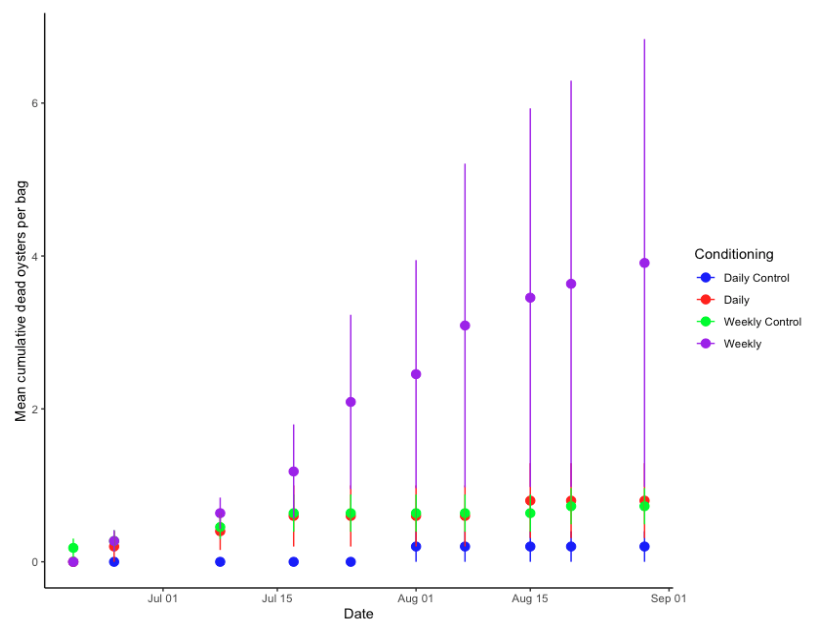 Mean cumulative dead oysters per bag
6
4
2
0
Jul 01
Jul 15
Aug 01
Aug 15
Sep 01
Date
Conditioning
Daily Control
Daily
Weekly Control
Weekly